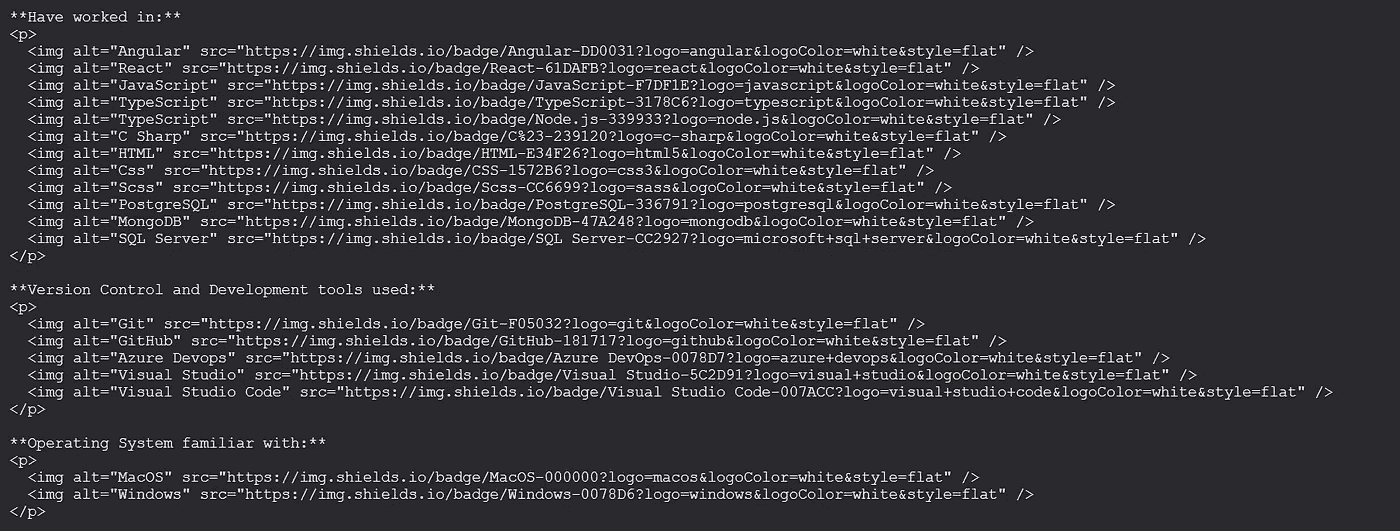 **Have worked in:**
<p>
  <img alt="Angular" src="https://img.shields.io/badge/Angular-DD0031?logo=angular&logoColor=white&style=flat" />
  <img alt="React" src="https://img.shields.io/badge/React-61DAFB?logo=react&logoColor=white&style=flat" />
  <img alt="JavaScript" src="https://img.shields.io/badge/JavaScript-F7DF1E?logo=javascript&logoColor=white&style=flat" />
  <img alt="TypeScript" src="https://img.shields.io/badge/TypeScript-3178C6?logo=typescript&logoColor=white&style=flat" />
  <img alt="TypeScript" src="https://img.shields.io/badge/Node.js-339933?logo=node.js&logoColor=white&style=flat" />
  <img alt="C Sharp" src="https://img.shields.io/badge/C%23-239120?logo=c-sharp&logoColor=white&style=flat" />
  <img alt="HTML" src="https://img.shields.io/badge/HTML-E34F26?logo=html5&logoColor=white&style=flat" />
  <img alt="Css" src="https://img.shields.io/badge/CSS-1572B6?logo=css3&logoColor=white&style=flat" />
  <img alt="Scss" src="https://img.shields.io/badge/Scss-CC6699?logo=sass&logoColor=white&style=flat" />
  <img alt="PostgreSQL" src="https://img.shields.io/badge/PostgreSQL-336791?logo=postgresql&logoColor=white&style=flat" />
  <img alt="MongoDB" src="https://img.shields.io/badge/MongoDB-47A248?logo=mongodb&logoColor=white&style=flat" />
  <img alt="SQL Server" src="https://img.shields.io/badge/SQL Server-CC2927?logo=microsoft+sql+server&logoColor=white&style=flat" />
</p>

**Version Control and Development tools used:**
<p>
  <img alt="Git" src="https://img.shields.io/badge/Git-F05032?logo=git&logoColor=white&style=flat" />
  <img alt="GitHub" src="https://img.shields.io/badge/GitHub-181717?logo=github&logoColor=white&style=flat" />
  <img alt="Azure Devops" src="https://img.shields.io/badge/Azure DevOps-0078D7?logo=azure+devops&logoColor=white&style=flat" />
  <img alt="Visual Studio" src="https://img.shields.io/badge/Visual Studio-5C2D91?logo=visual+studio&logoColor=white&style=flat" />
  <img alt="Visual Studio Code" src="https://img.shields.io/badge/Visual Studio Code-007ACC?logo=visual+studio+code&logoColor=white&style=flat" />
</p>

**Operating System familiar with:**
<p>
  <img alt="MacOS" src="https://img.shields.io/badge/MacOS-000000?logo=macos&logoColor=white&style=flat" />
  <img alt="Windows" src="https://img.shields.io/badge/Windows-0078D6?logo=windows&logoColor=white&style=flat" />
</p>